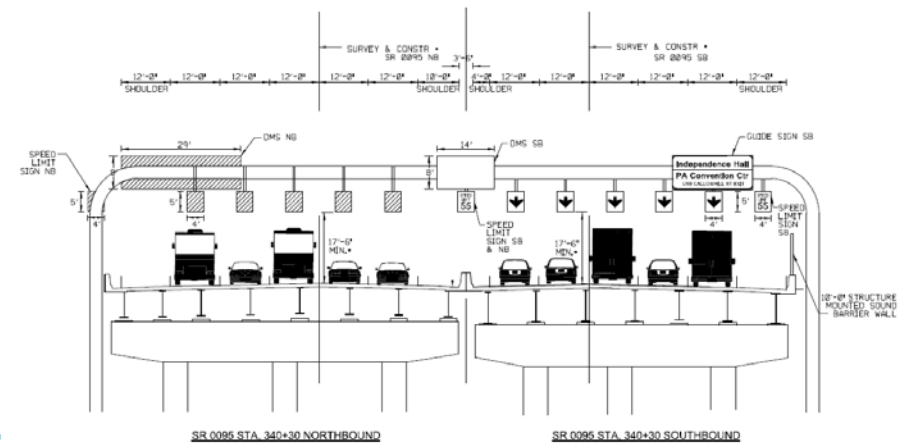 SURVEY & CONSTR •
SR 0095 NB
3'-6"
SURVEY & CONSTR •
SR 0095 SB
12'-0" 12'-0" 12'-0" 12'-0" 12'-0" 12'-0" 10'-0" 4'-0" 12'-0" 12'-0" 12'-0" 12'-0" 12'-0" 12'-0"
SHOULDER SHOULDER SHOULDER SHOULDER
SPEED
LIMIT
SIGN NB
29'
DMS NB
14'
DMS SB
8'
GUIDE SIGN SB
Independence Hall
PA Convention Ctr
5'
4'
5'
4'
55
SPEED
LIMIT
SIGN SB
& NB
17'-6"
MIN.*
17'-6"
MIN.*
4'
4'
55
SPEED
LIMIT
SIGN
SB
10'-0" STRUCTURE
MOUNTED SOUND
BARRIER WALL
SR 0095 STA. 340+30 NORTHBOUND
SR 0095 STA. 340+30 SOUTHBOUND